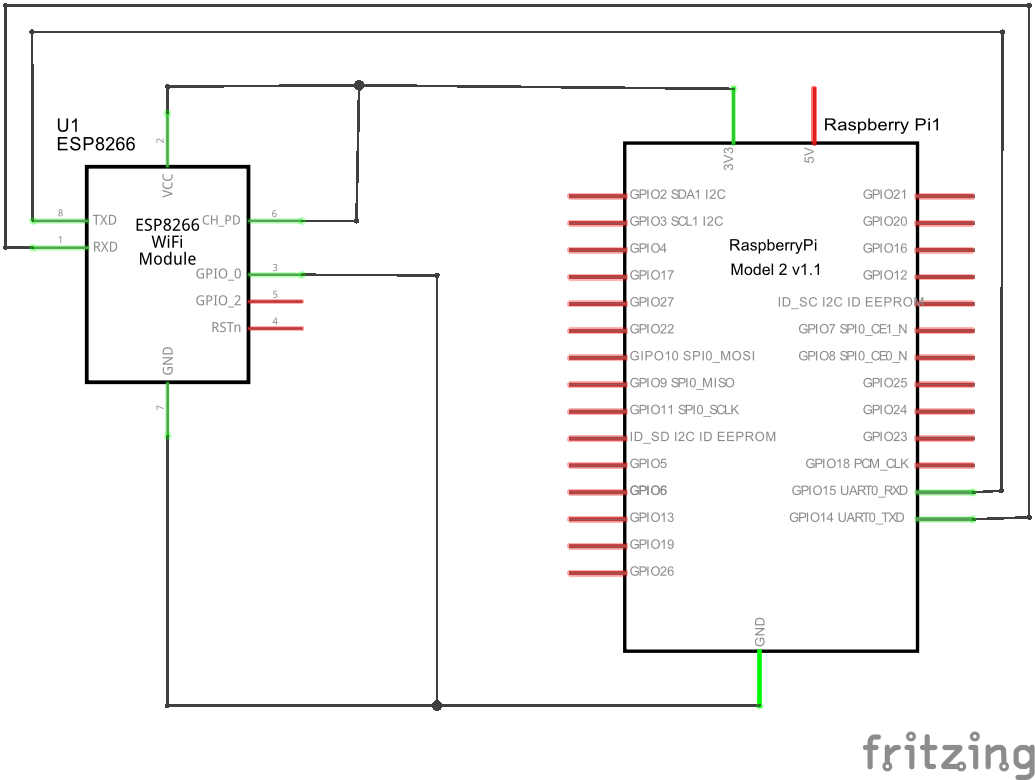 U1
ESP8266
2
VCC
8
TXD
1
RXD
ESP8266
WiFi
Module
CH_PD
6
GPIO_0
3
GPIO_2
5
RSTn
4
GND
7
Raspberry Pi1
3V3
5V
GPIO2 SDA1 I2C
GPIO3 SCL1 I2C
GPIO4
GPIO17
GPIO27
GPIO22
GIPO10 SPI0_MOSI
GPIO9 SPI0_MISO
GPIO11 SPI0_SCLK
ID_SD I2C ID EEPROM
GPIO5
GPIO6
GPIO13
GPIO19
GPIO26
RaspberryPi
Model 2 v1.1
GPIO21
GPIO20
GPIO16
GPIO12
ID_SC I2C ID EEPROM
GPIO7 SPI0_CE1_N
GPIO8 SPI0_CE0_N
GPIO25
GPIO24
GPIO23
GPIO18 PCM_CLK
GPIO15 UART0_RXD
GPIO14 UART0_TXD
GND
fritzing